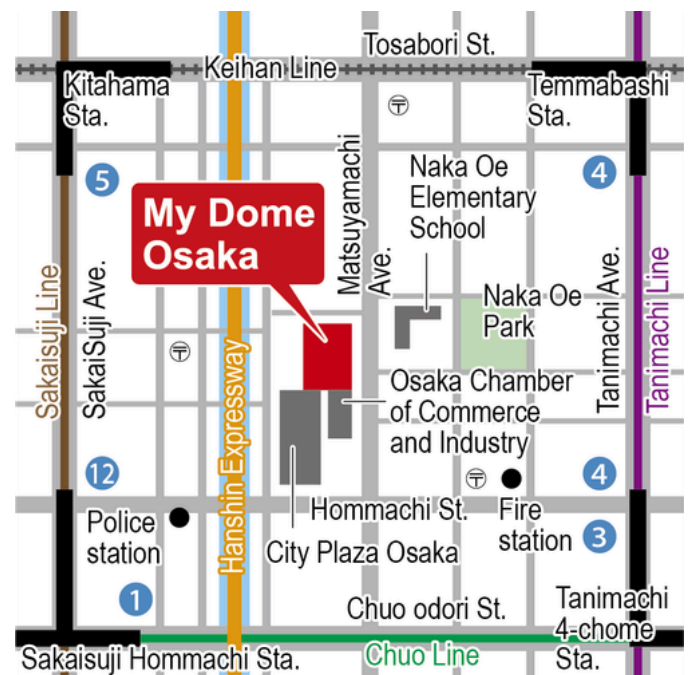 Tosabori St.
Keihan Line
Kitahama
Sta.
Temmabashi
Sta.
〒
5
4
Naka Oe
Elementary
School
My Dome
Osaka
Matsuyamachi
Ave.
Sakaisuji Line
SakaiSuji Ave.
Hanshin Expressway
Naka Oe
Park
Tanimachi Ave.
Tanimachi Line
〒
Osaka Chamber
of Commerce
and Industry
12
〒
4
Hommachi St.
Fire
station
3
Police
station
City Plaza Osaka
1
Chuo odori St.
Tanimachi
4-chome
Sta.
Sakaisuji Hommachi Sta.
Chuo Line